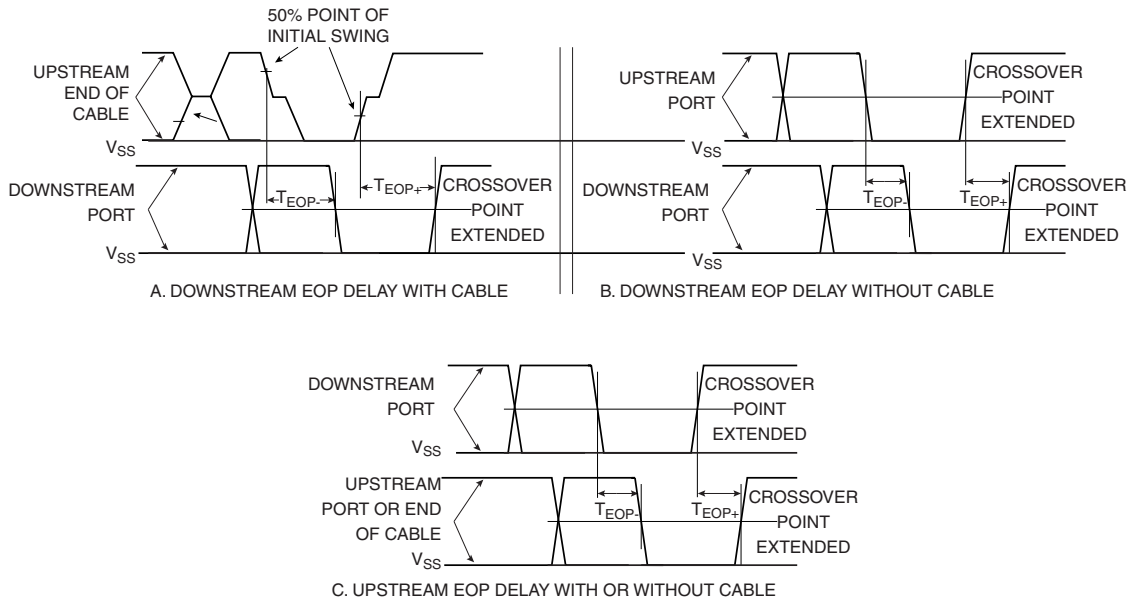 50% POINT OF
INITIAL SWING
UPSTREAM
END OF
CABLE
VSS
DOWNSTREAM
PORT
VSS
TEOP-
TEOP+
CROSSOVER
POINT
EXTENDED
A. DOWNSTREAM EOP DELAY WITH CABLE
UPSTREAM
PORT
VSS
CROSSOVER
POINT
EXTENDED
DOWNSTREAM
PORT
VSS
TEOP-
TEOP+
CROSSOVER
POINT
EXTENDED
B. DOWNSTREAM EOP DELAY WITHOUT CABLE
DOWNSTREAM
PORT
VSS
CROSSOVER
POINT
EXTENDED
UPSTREAM
PORT OR END
OF CABLE
VSS
TEOP-
TEOP+
CROSSOVER
POINT
EXTENDED
C. UPSTREAM EOP DELAY WITH OR WITHOUT CABLE